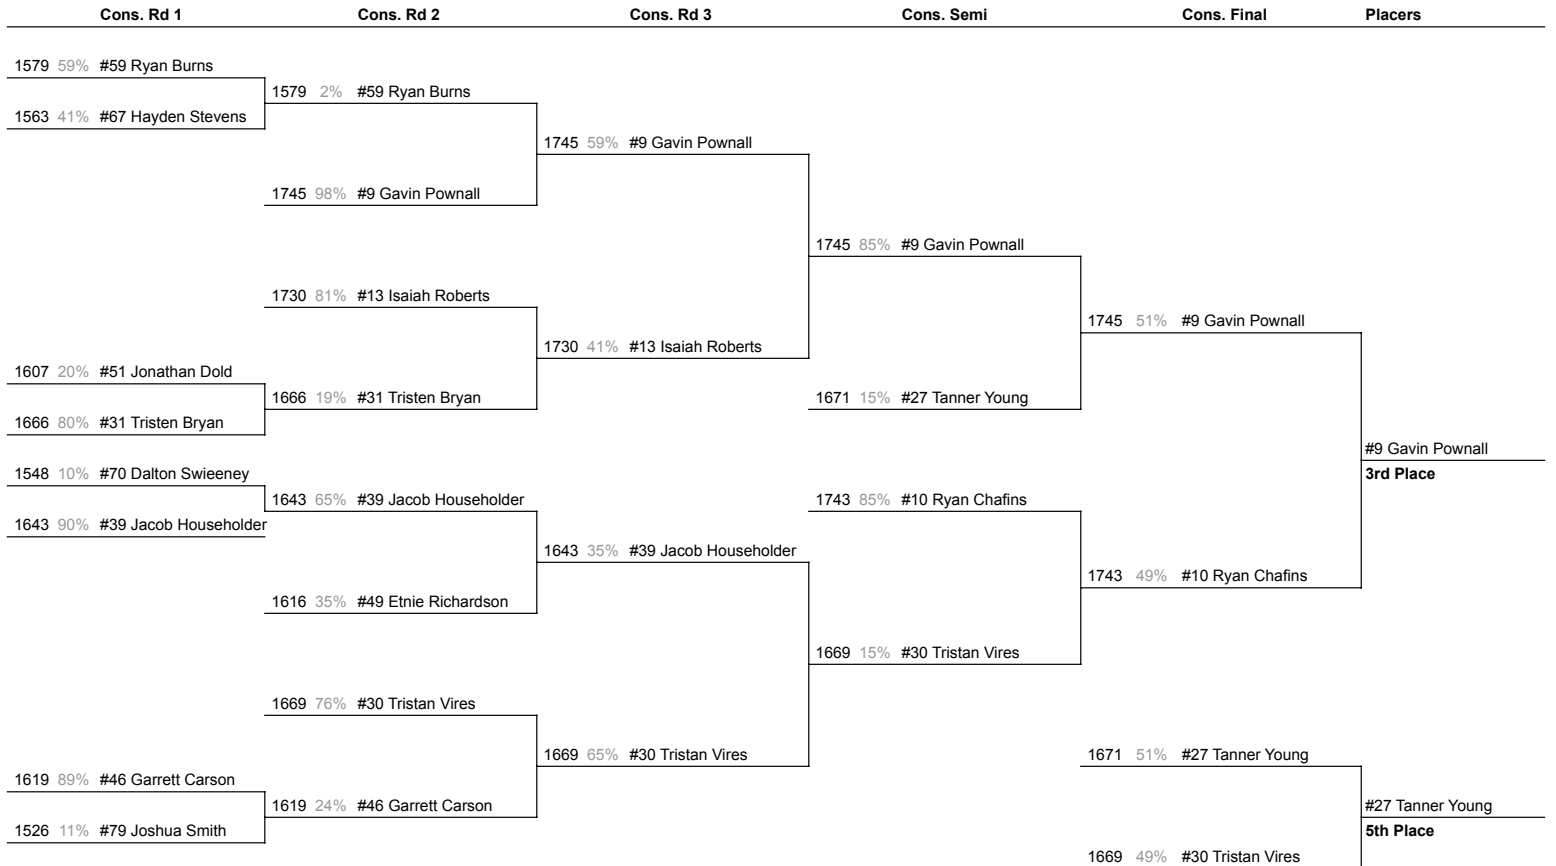 Cons. Rd 1 Cons. Rd 2 Cons. Rd 3 Cons. Semi Cons. Final Placers
1579 59% #59 Ryan Burns
1579 2% #59 Ryan Burns
1563 41% #67 Hayden Stevens
1745 59% #9 Gavin Pownall
1745 98% #9 Gavin Pownall
1745 85% #9 Gavin Pownall
1730 81% #13 Isaiah Roberts
1745 51% #9 Gavin Pownall
1730 41% #13 Isaiah Roberts
1607 20% #51 Jonathan Dold
1666 19% #31 Tristen Bryan
1671 15% #27 Tanner Young
1666 80% #31 Tristen Bryan
#9 Gavin Pownall
1548 10% #70 Dalton Swieeney
3rd Place
1643 65% #39 Jacob Householder
1743 85% #10 Ryan Chafins
1643 90% #39 Jacob Householder
1643 35% #39 Jacob Householder
1743 49% #10 Ryan Chafins
1616 35% #49 Etnie Richardson
1669 15% #30 Tristan Vires
1669 76% #30 Tristan Vires
1669 65% #30 Tristan Vires
1671 51% #27 Tanner Young
1619 89% #46 Garrett Carson
1619 24% #46 Garrett Carson
#27 Tanner Young
1526 11% #79 Joshua Smith
5th Place
1669 49% #30 Tristan Vires